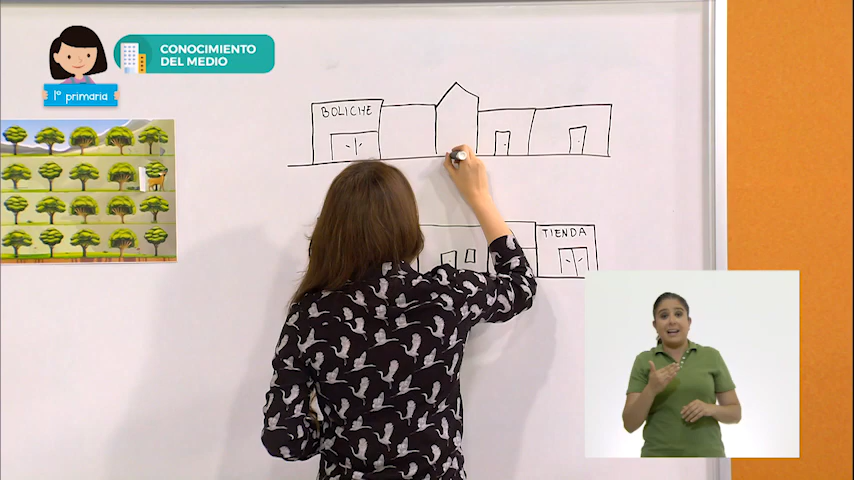 CONOCIMIENTO
DEL MEDIO
1º primaria
BOLICHE
TIENDA